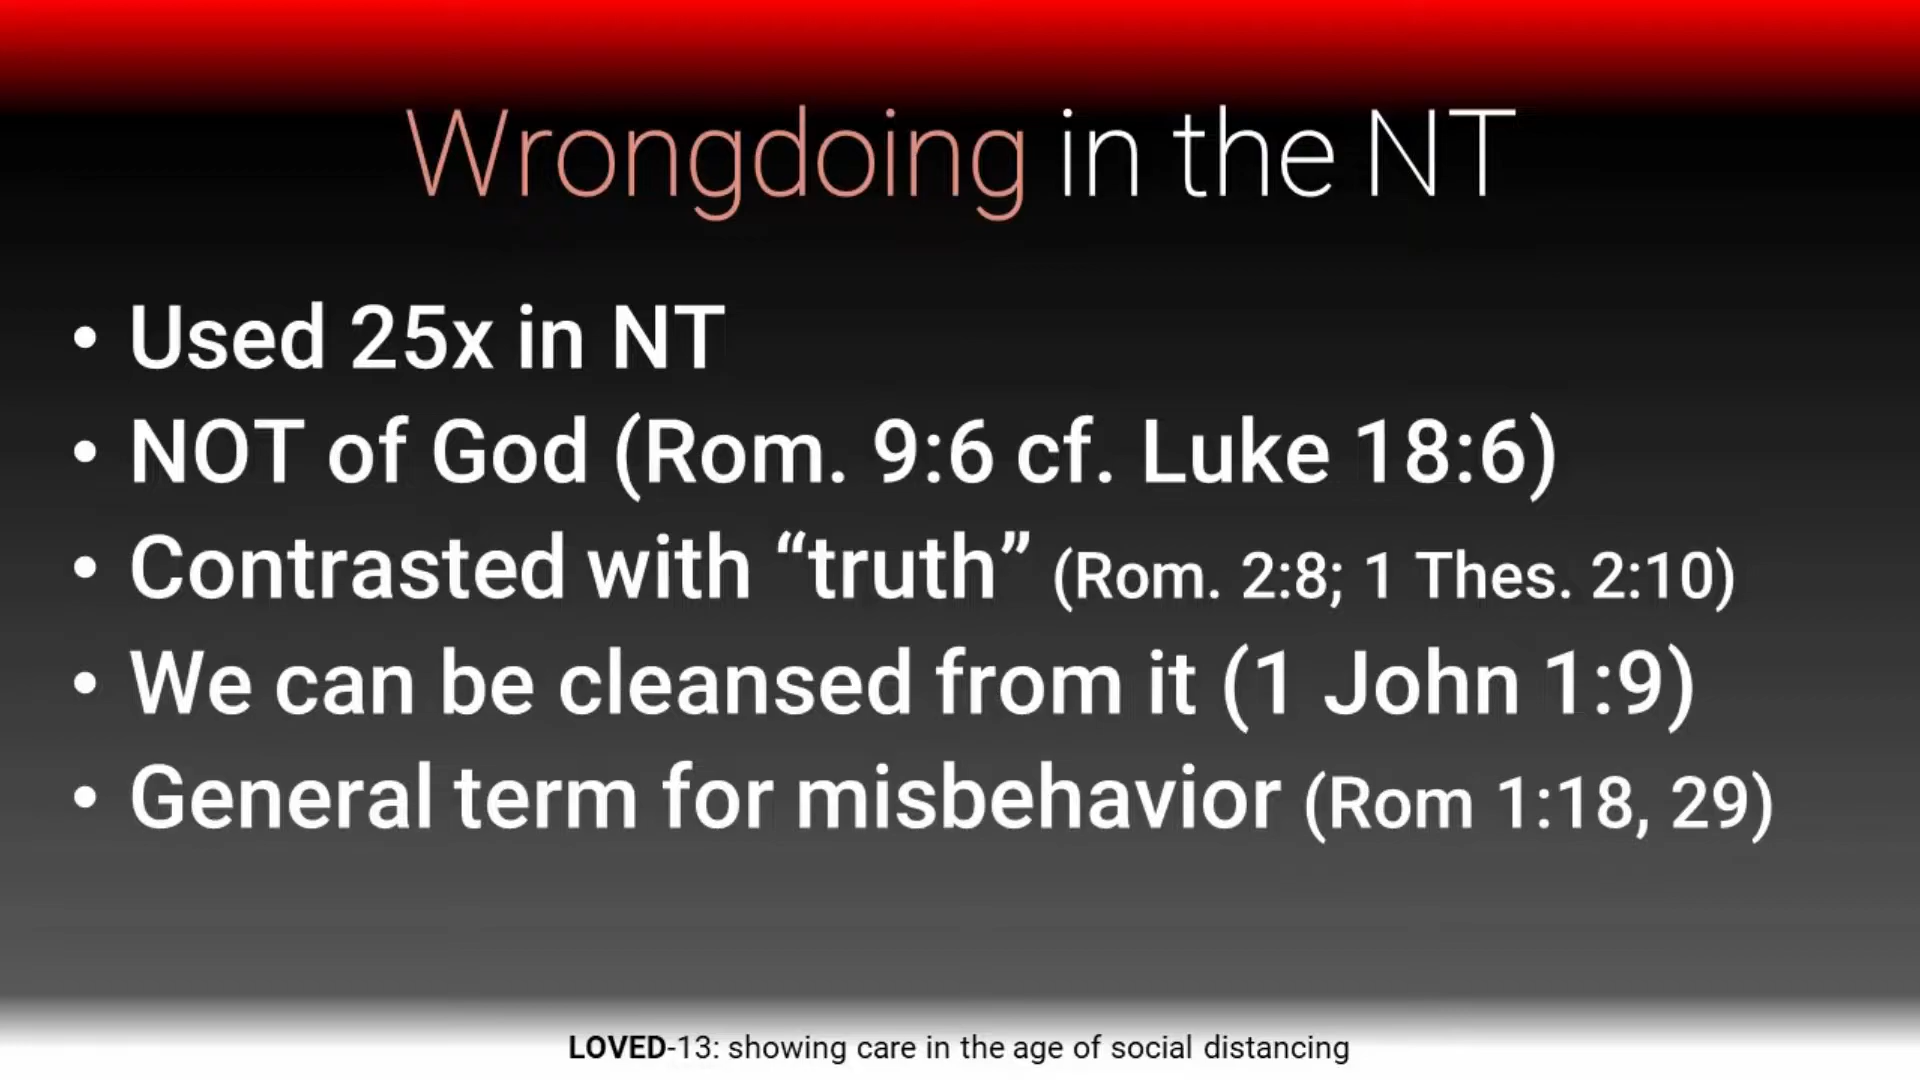 Wrongdoing in the NT
• Used 25x in NT
• NOT of God (Rom. 9:6 cf. Luke 18:6)
• Contrasted with “truth” (Rom. 2:8; 1 Thes. 2:10)
• We can be cleansed from it (1 John 1:9)
• General term for misbehavior (Rom 1:18, 29)
LOVED-13: showing care in the age of social distancing